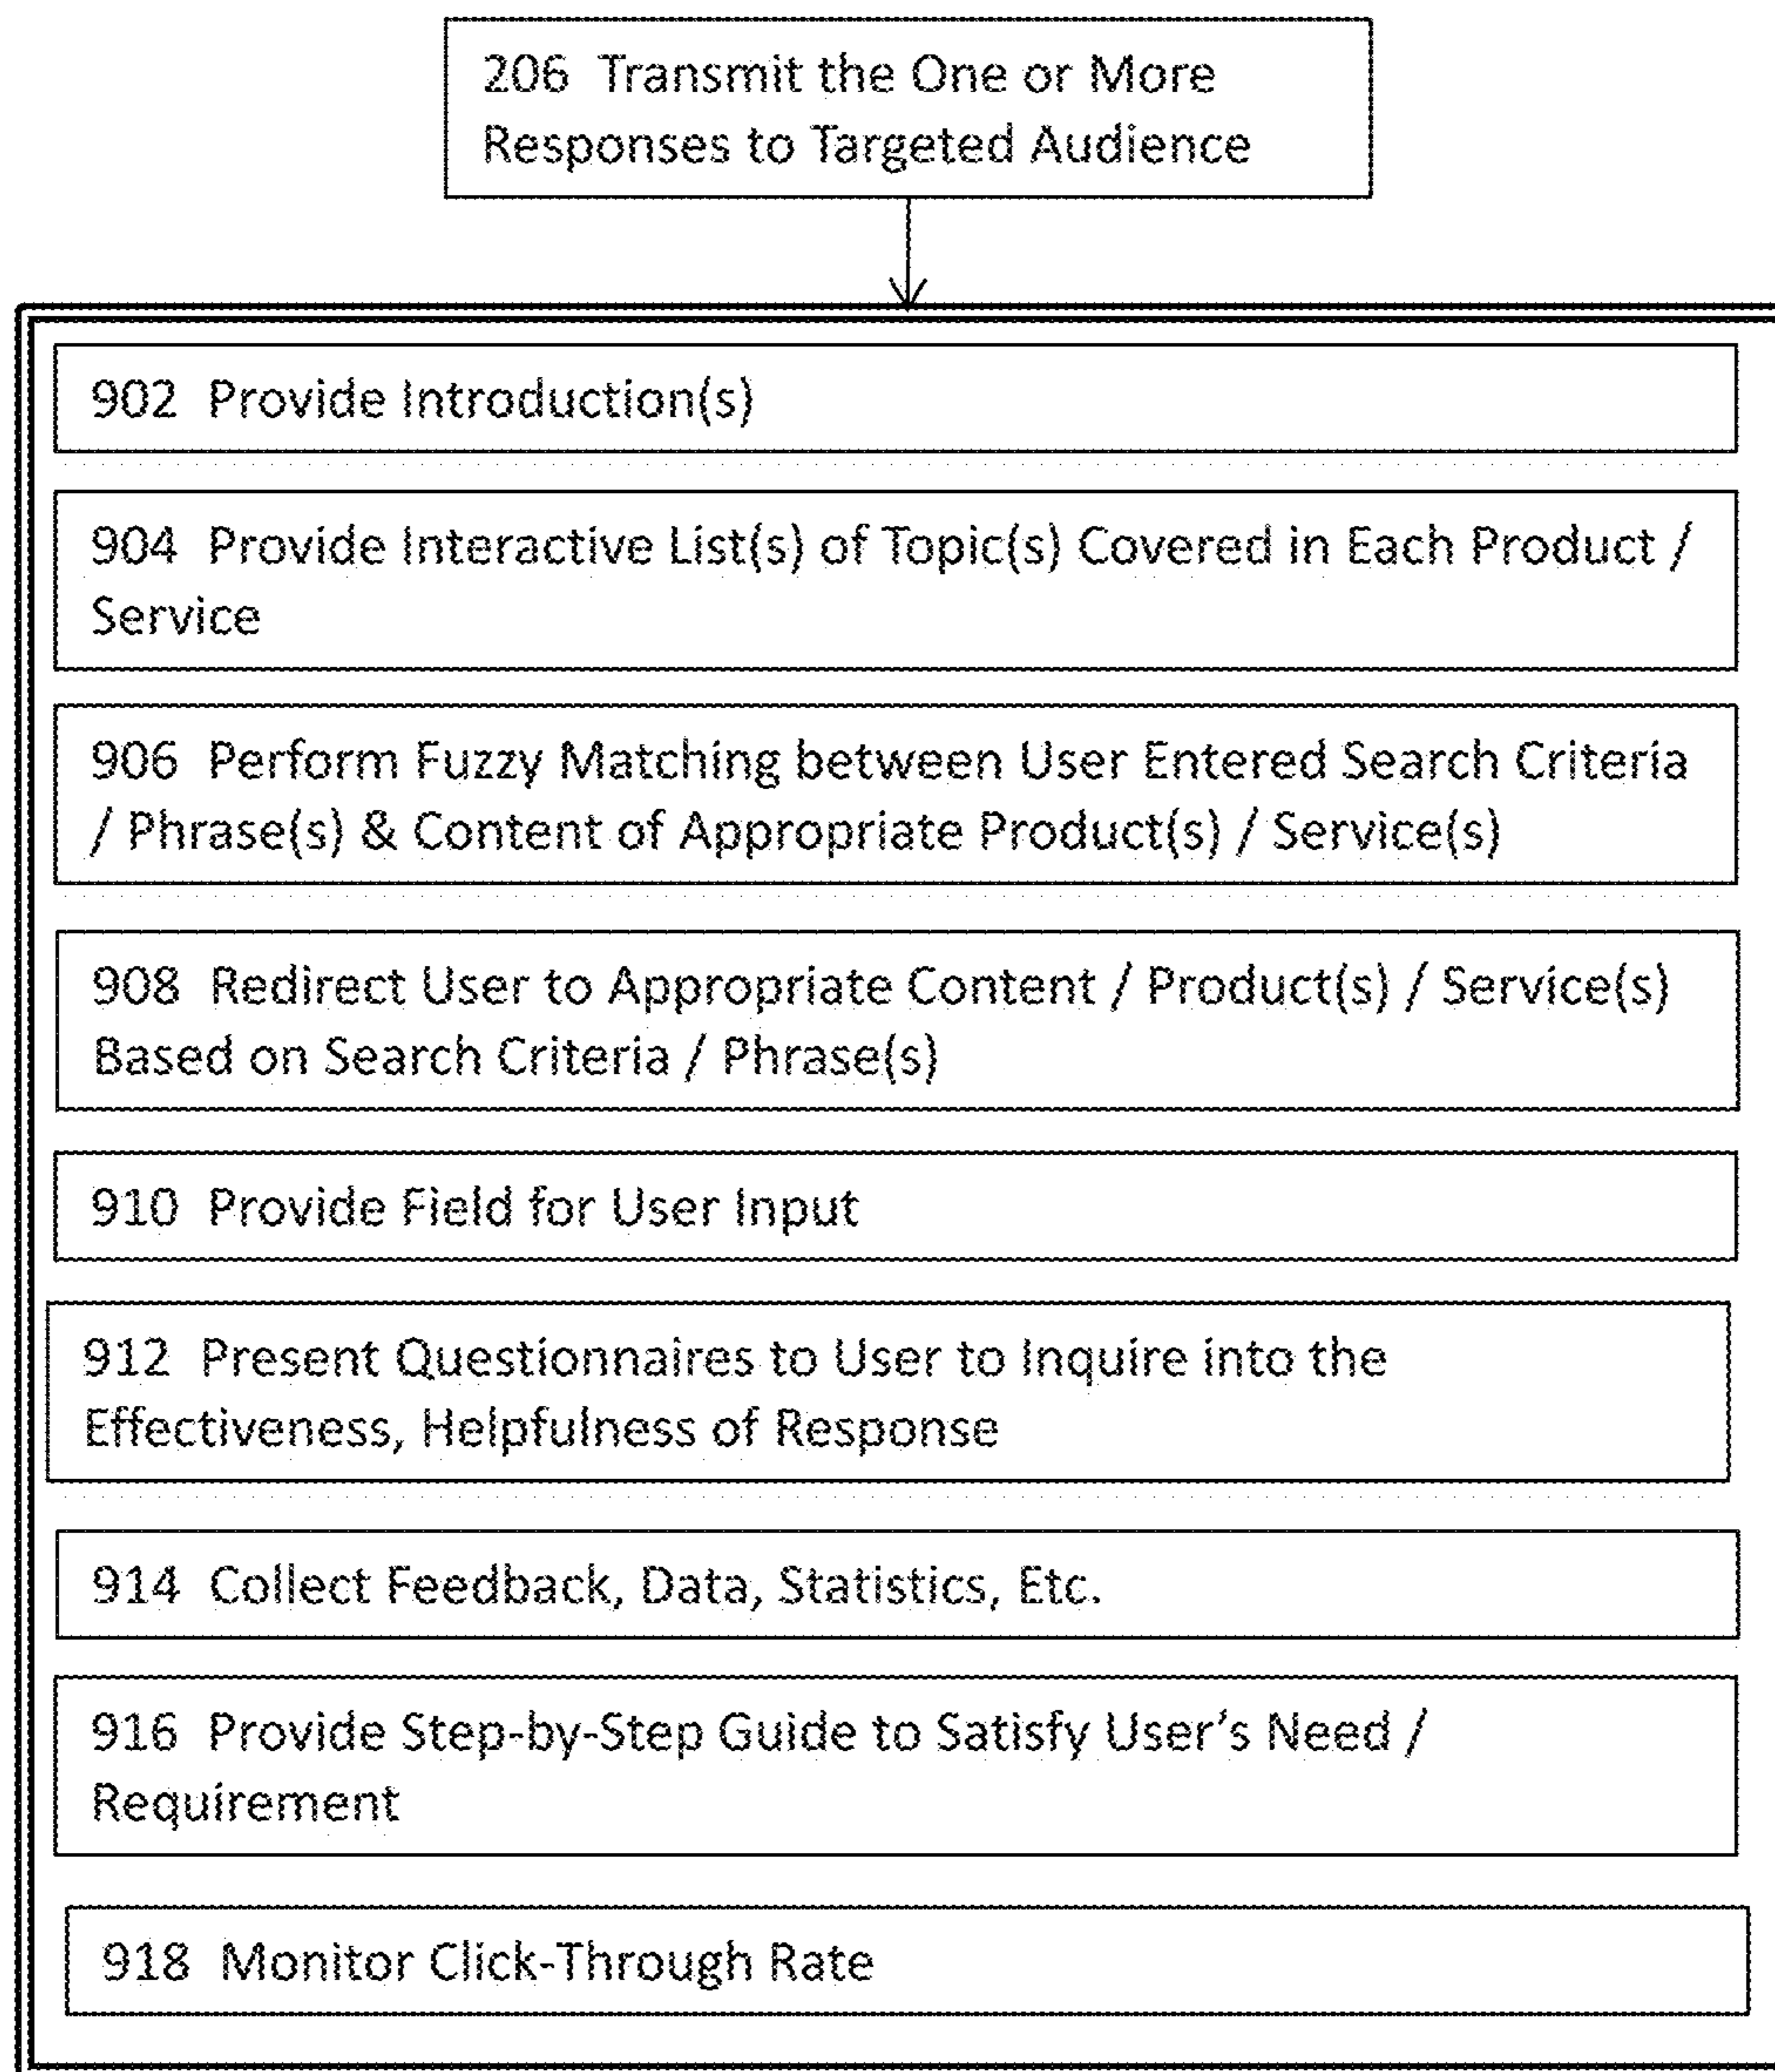 206 Transmit the One or More
Responses to Targeted Audience
902 Provide Introduction(s)
904 Provide Interactive List(s) of Topic(s) Covered in Each Product /
Service
906 Perform Fuzzy Matching between User Entered Search Criteria
/ Phrase(s) & Content of Appropriate Product(s) / Service(s)
908 Redirect User to Appropriate Content / Product(s) / Service(s)
Based on Search Criteria / Phrase(s)
910 Provide Field for User Input
912 Present Questionnaires to User to Inquire into the
Effectiveness, Helpfulness of Response
914 Collect Feedback, Data, Statistics, Etc.
916 Provide Step-by-Step Guide to Satisfy User's Need /
Requirement
918 Monitor Click-Through Rate